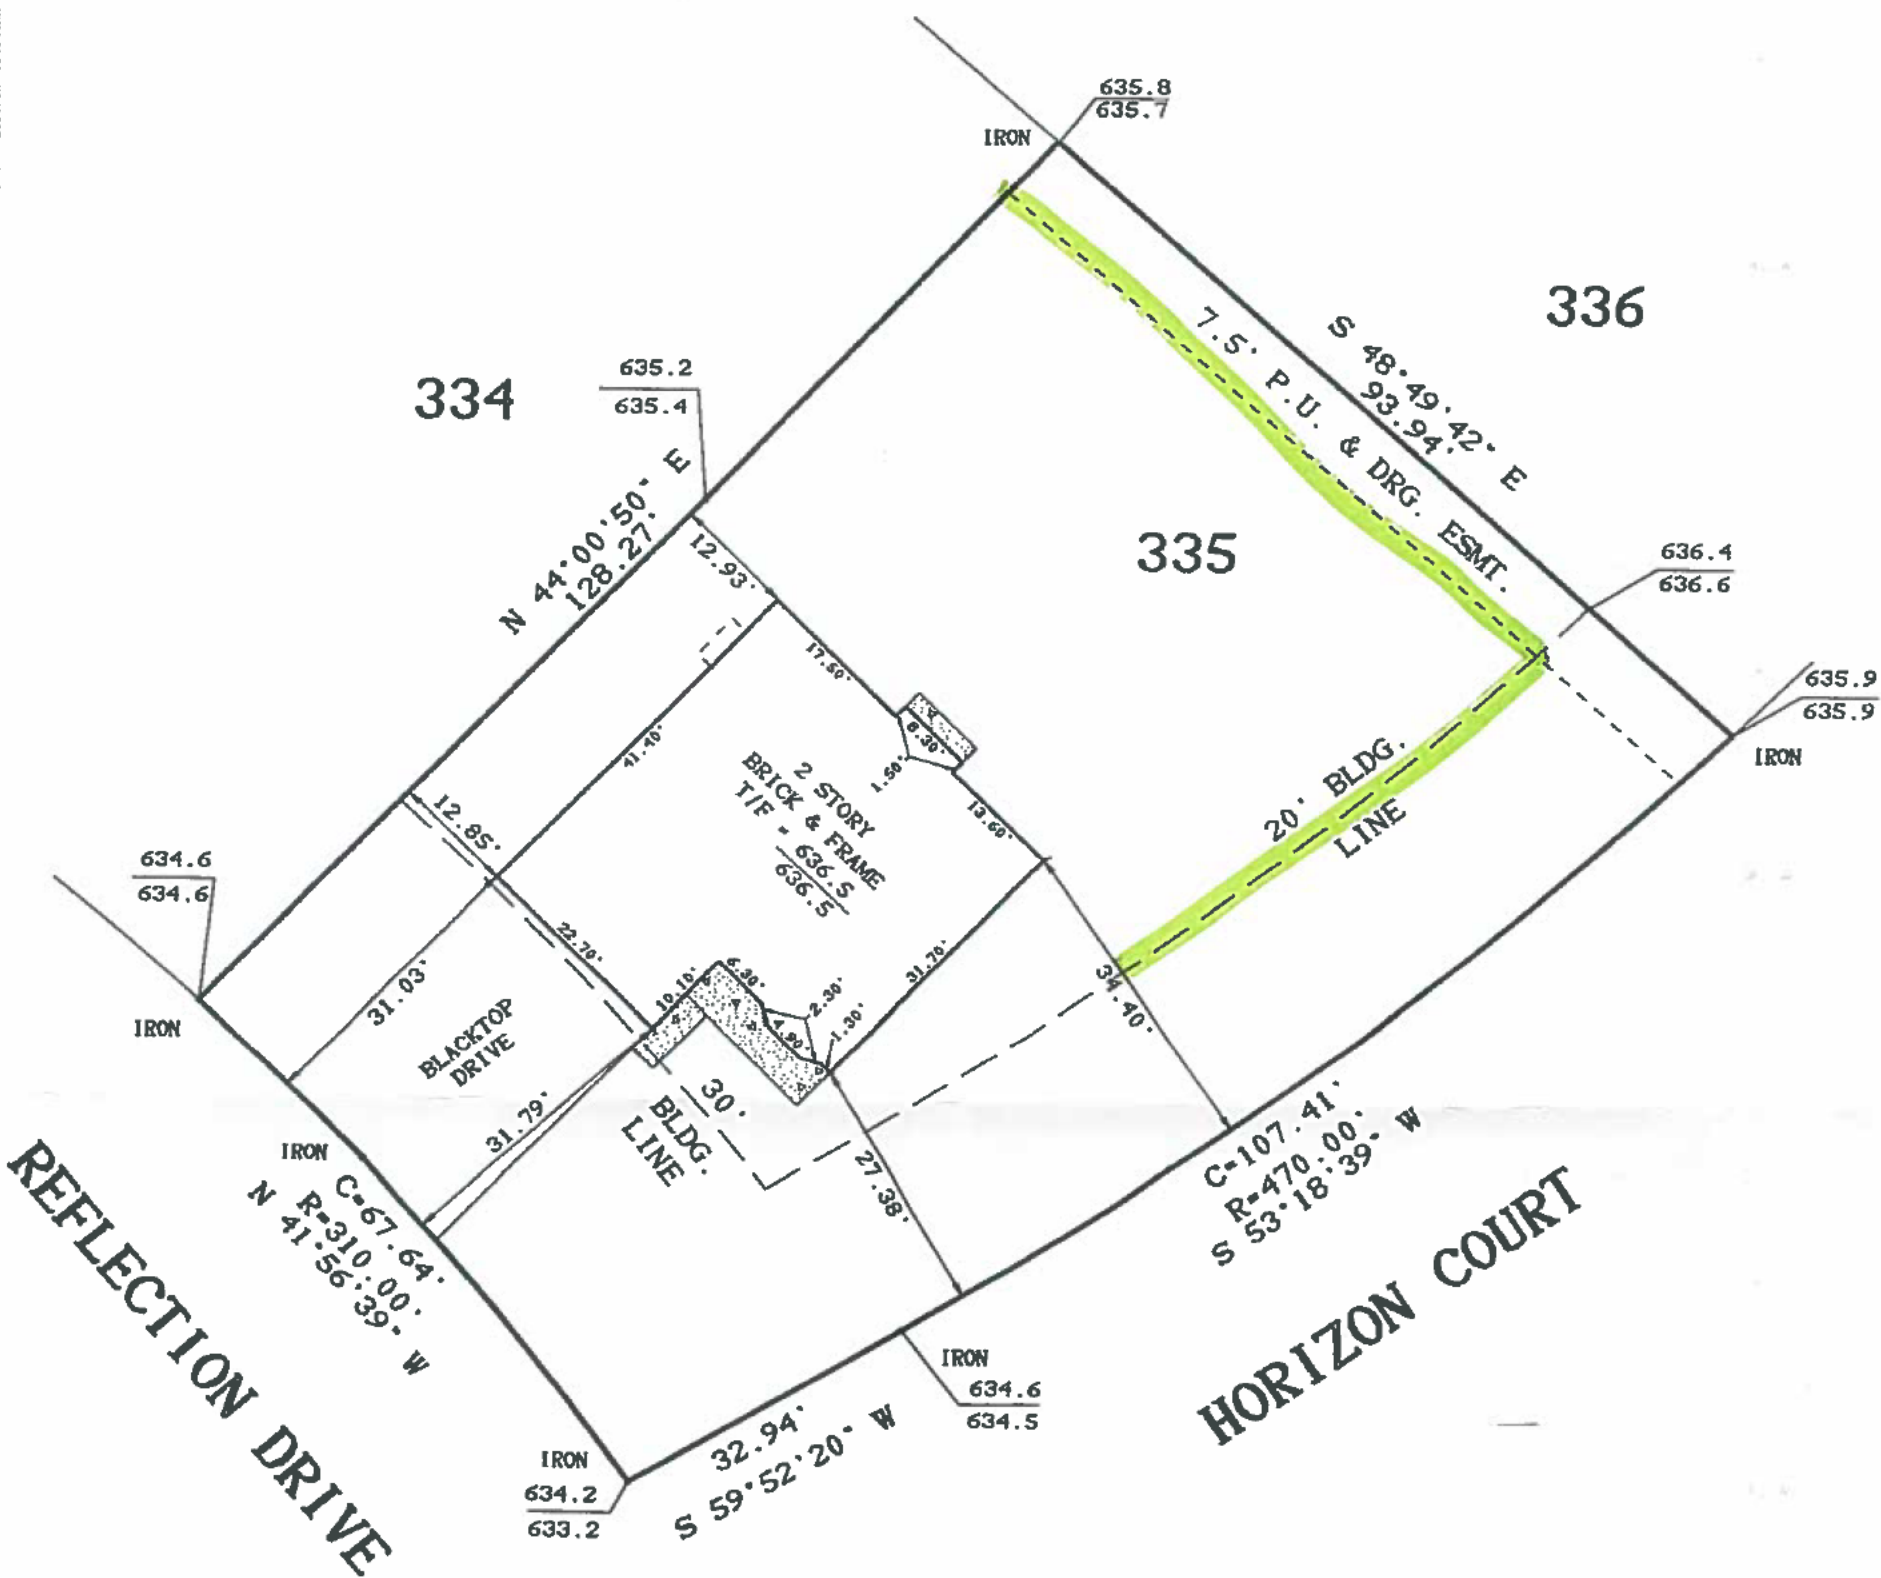 635.8
635.7
IRON
336
S 48°49'42" E
93.94'
7.5' P.U. & DRG. ESMT.
334
635.2
635.4
N 44°00'50" E
128.27'
12.93'
335
636.4
636.6
635.9
635.9
IRON
17.50'
41.40'
8.30'
1.50'
2 STORY
BRICK & FRAME
T/F = 636.5
636.5
13.60'
20' BLDG.
LINE
12.85'
634.6
634.6
IRON
22.70'
31.03'
BLACKTOP
DRIVE
10.10'
6.30'
2.30'
4.90'
1.30'
31.70'
34.40'
31.79'
30'
BLDG.
LINE
27.38'
IRON
C=67.64'
R=310.00'
N 41°56'39" W
C=107.41'
R=470.00'
S 53°18'39" W
REFLECTION DRIVE
HORIZON COURT
IRON
634.6
634.5
32.94'
S 59°52'20" W
IRON
634.2
633.2